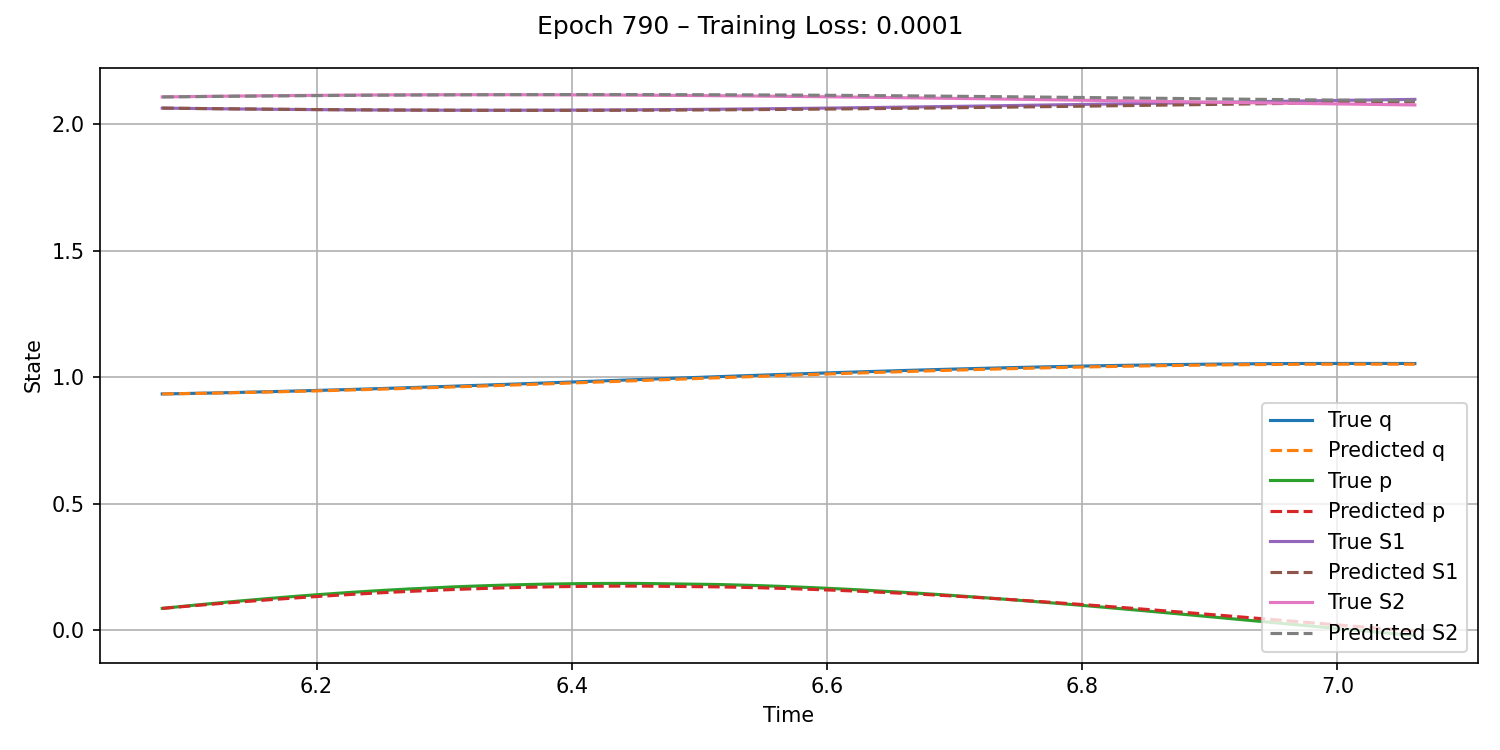 Epoch 790 – Training Loss: 0.0001
State
2.0
1.5
1.0
0.5
0.0
True q
Predicted q
True p
Predicted p
True S1
Predicted S1
True S2
Predicted S2
6.2 6.4 6.6 6.8 7.0
Time